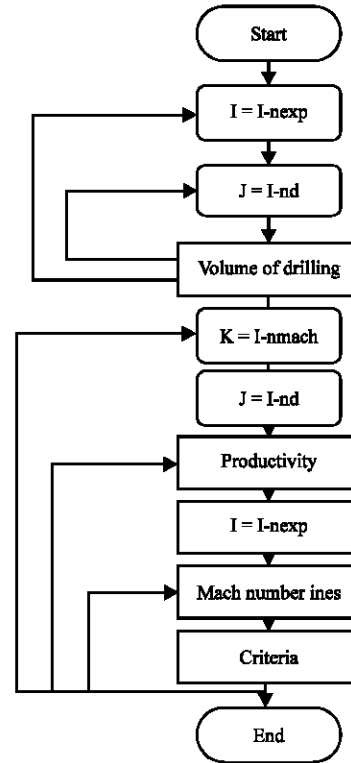 Start
I = I-nexp
J = I-nd
Volume of drilling
K = I-nmach
J = I-nd
Productivity
I = I-nexp
Mach number ines
Criteria
End